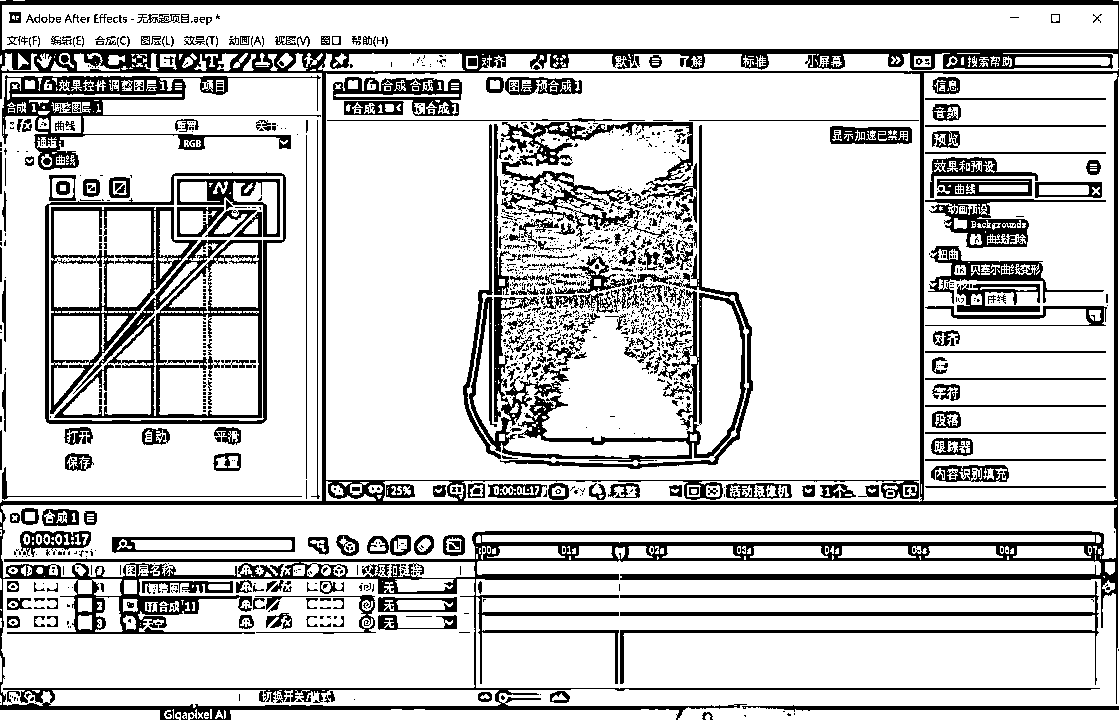 Adobe After Effects - 无标题项目.aep *
文件(F) 编辑(E) 合成(C) 图层(L) 效果(T) 动画(A) 视图(V) 窗口 帮助(H)
对齐 默认 了解 标准 小屏幕 搜索帮助
效果控件 调整图层 1 项目
合成 1 调整图层 1
fx 曲线 重置 关于...
通道: RGB
曲线
打开 自动 平滑
保存 重置
合成 合成 1 图层 预合成 1
合成 1 预合成 1
显示加速已禁用
25% 0:00:01:17 完整 活动摄像机 1个...
信息
音频
预览
效果和预设
曲线
动画预设
Backgrounds
曲线扫除
扭曲
贝塞尔曲线变形
曲线
对齐
库
字符
段落
跟踪器
内容识别填充
合成 1
0:00:01:17
图层名称 父级和链接
1 [调整图层 1] 无
2 [预合成 1] 无
3 天空 无
:00s 01s 02s 03s 04s 05s 06s 07s
切换开关/模式
Gigapixel AI